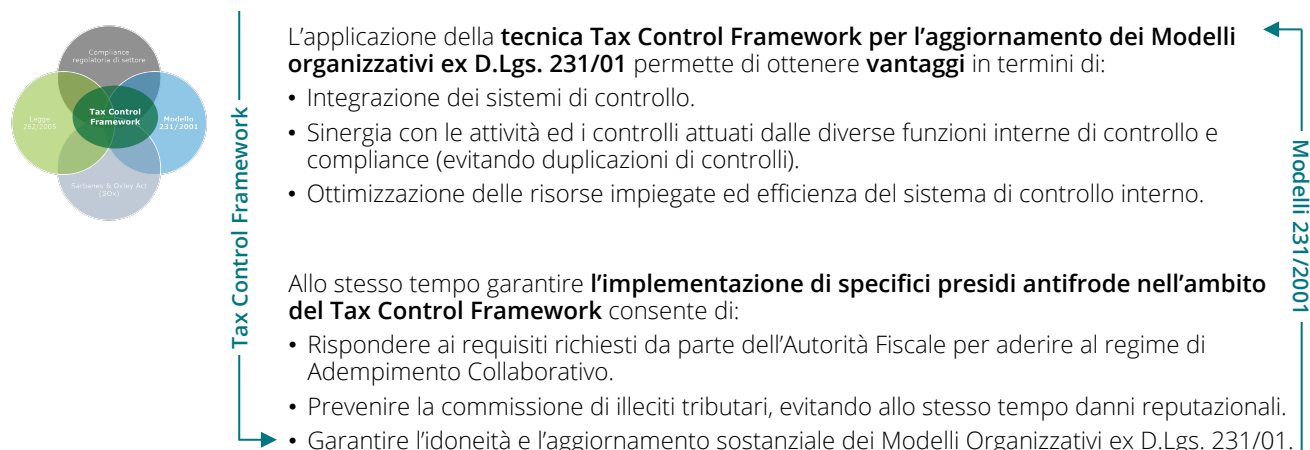 Compliance
regolatoria di settore
Legge
262/2005
Tax Control
Framework
Modello
231/2001
Sarbanes & Oxley Act
(SOx)
Tax Control Framework
L’applicazione della tecnica Tax Control Framework per l’aggiornamento dei Modelli
organizzativi ex D.Lgs. 231/01 permette di ottenere vantaggi in termini di:
• Integrazione dei sistemi di controllo.
• Sinergia con le attività ed i controlli attuati dalle diverse funzioni interne di controllo e
compliance (evitando duplicazioni di controlli).
• Ottimizzazione delle risorse impiegate ed efficienza del sistema di controllo interno.
Allo stesso tempo garantire l’implementazione di specifici presidi antifrode nell’ambito
del Tax Control Framework consente di:
• Rispondere ai requisiti richiesti da parte dell’Autorità Fiscale per aderire al regime di
Adempimento Collaborativo.
• Prevenire la commissione di illeciti tributari, evitando allo stesso tempo danni reputazionali.
• Garantire l’idoneità e l’aggiornamento sostanziale dei Modelli Organizzativi ex D.Lgs. 231/01.
Modelli 231/2001